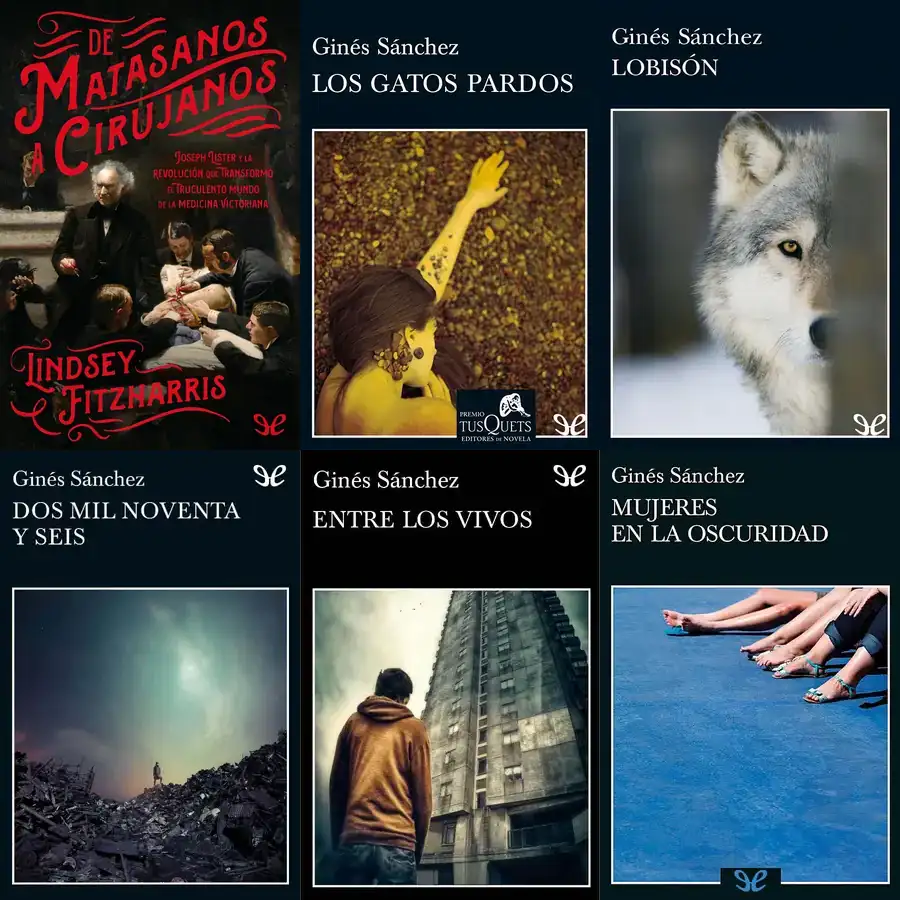 DE
MATASANOS
A CIRUJANOS
JOSEPH LISTER Y LA
REVOLUCIÓN QUE TRANSFORMÓ
EL TRUCULENTO MUNDO
DE LA MEDICINA VICTORIANA
LINDSEY
FITZHARRIS
Ginés Sánchez
LOS GATOS PARDOS
PREMIO
TUSQUETS
EDITORES DE NOVELA
Ginés Sánchez
LOBISÓN
Ginés Sánchez
DOS MIL NOVENTA
Y SEIS
Ginés Sánchez
ENTRE LOS VIVOS
Ginés Sánchez
MUJERES
EN LA OSCURIDAD